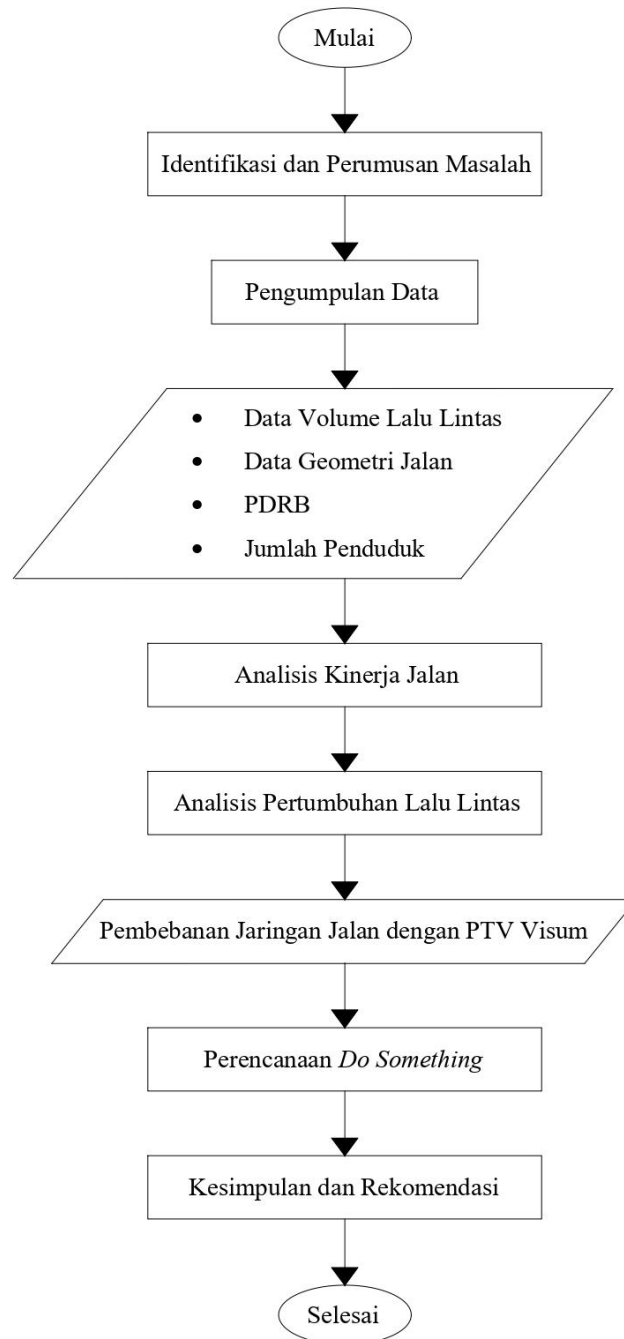 Mulai
Identifikasi dan Perumusan Masalah
Pengumpulan Data
• Data Volume Lalu Lintas
• Data Geometri Jalan
• PDRB
• Jumlah Penduduk
Analisis Kinerja Jalan
Analisis Pertumbuhan Lalu Lintas
Pembebanan Jaringan Jalan dengan PTV Visum
Perencanaan Do Something
Kesimpulan dan Rekomendasi
Selesai